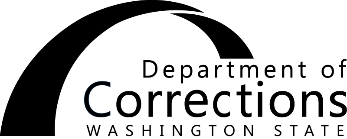 Department of
Corrections
WASHINGTON STATE